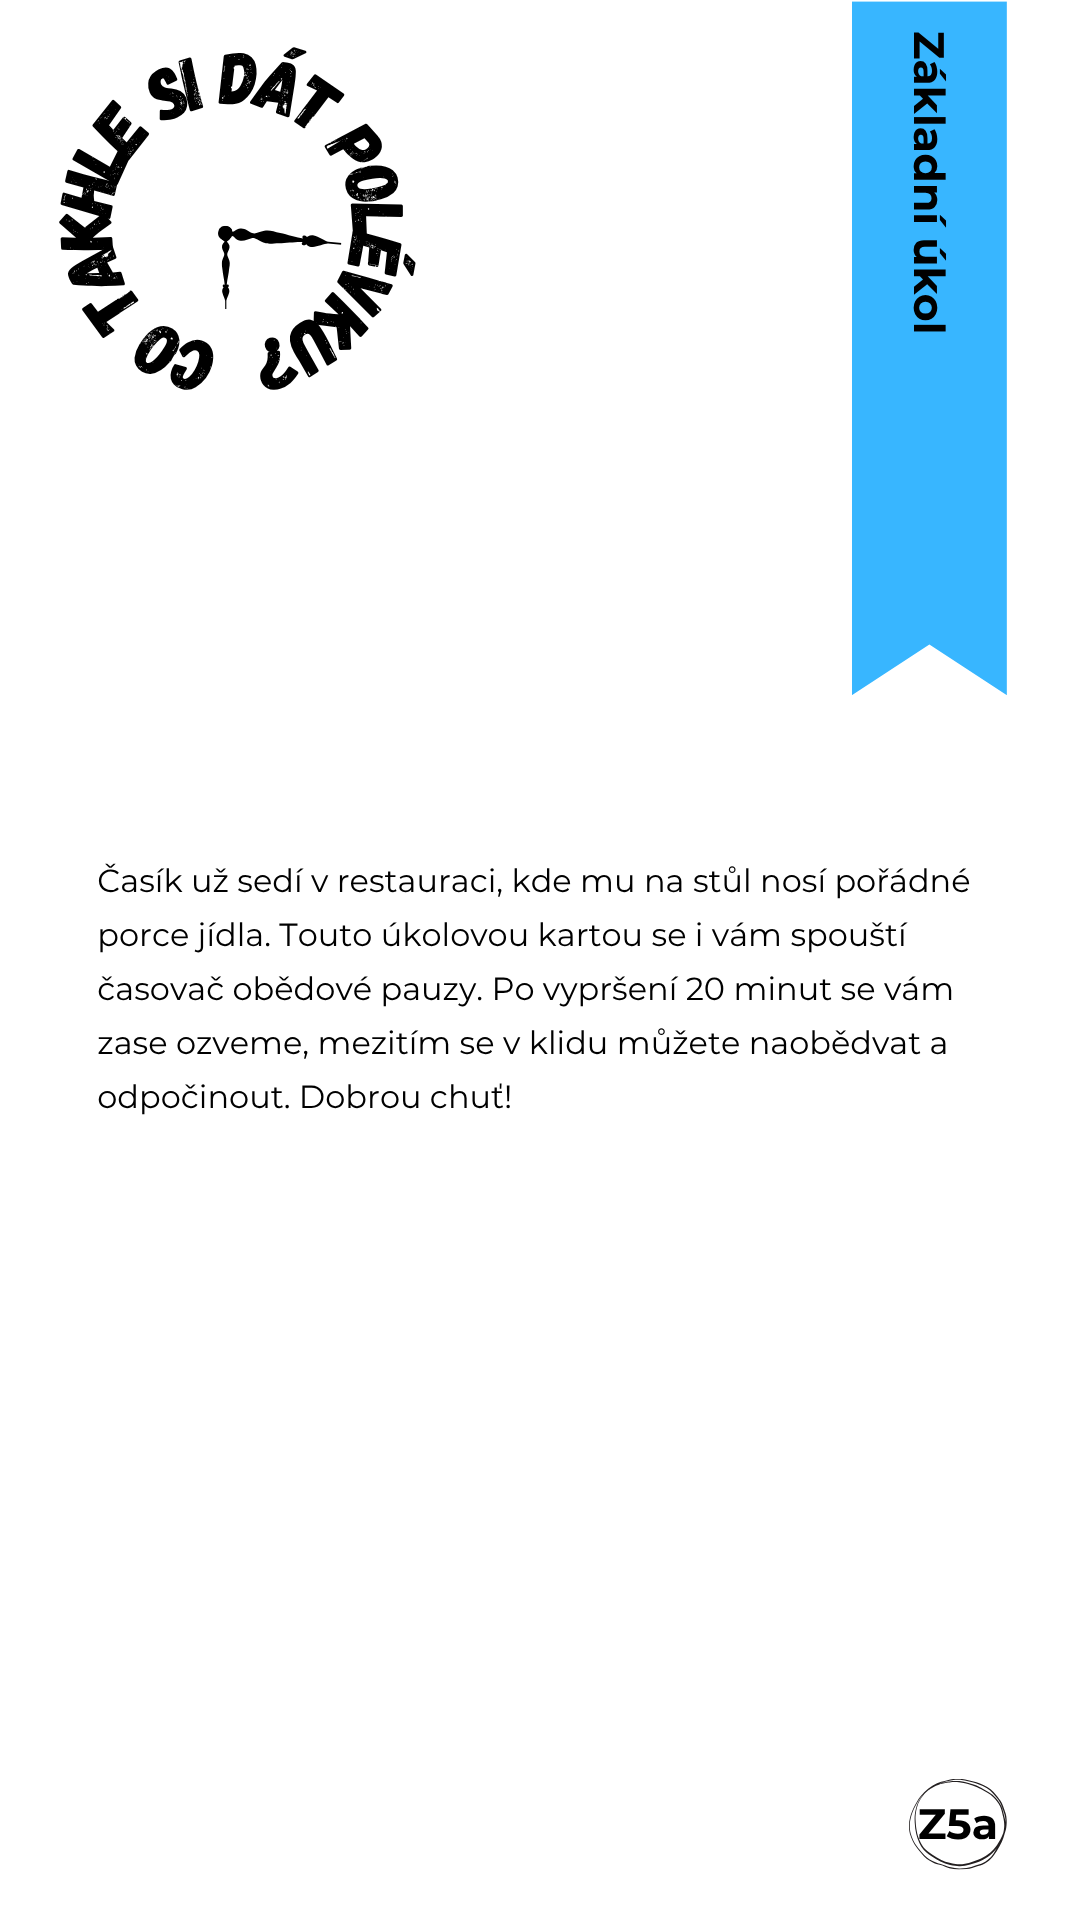 CO TAKHLE SI DÁT POLÉVKU?
Základní úkol
Časík už sedí v restauraci, kde mu na stůl nosí pořádné
porce jídla. Touto úkolovou kartou se i vám spouští
časovač obědové pauzy. Po vypršení 20 minut se vám
zase ozveme, mezitím se v klidu můžete naobědvat a
odpočinout. Dobrou chuť!
Z5a